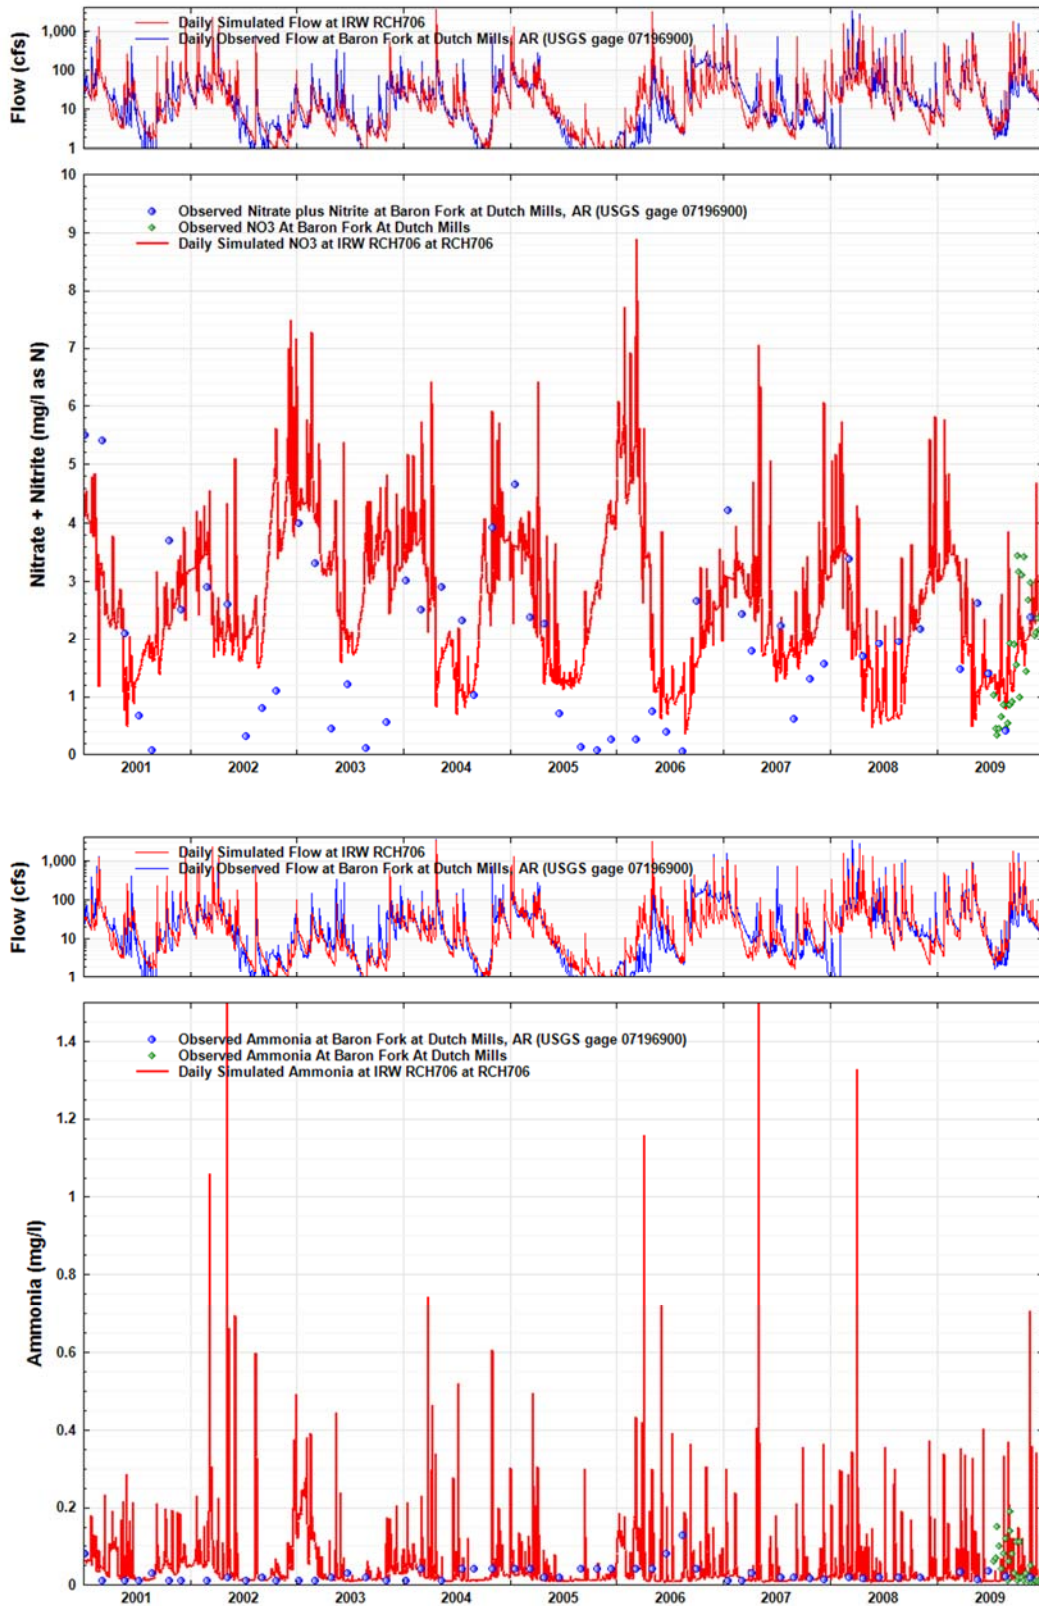 Daily Simulated Flow at IRW RCH706
Daily Observed Flow at Baron Fork at Dutch Mills, AR (USGS gage 07196900)
Flow (cfs)
1,000
100
10
1
10
Observed Nitrate plus Nitrite at Baron Fork at Dutch Mills, AR (USGS gage 07196900)
Observed NO3 At Baron Fork At Dutch Mills
Daily Simulated NO3 at IRW RCH706 at RCH706
9
8
7
6
5
4
3
2
1
0
Nitrate + Nitrite (mg/l as N)
2001 2002 2003 2004 2005 2006 2007 2008 2009
Daily Simulated Flow at IRW RCH706
Daily Observed Flow at Baron Fork at Dutch Mills, AR (USGS gage 07196900)
Flow (cfs)
1,000
100
10
1
Observed Ammonia at Baron Fork at Dutch Mills, AR (USGS gage 07196900)
Observed Ammonia At Baron Fork At Dutch Mills
Daily Simulated Ammonia at IRW RCH706 at RCH706
1.4
1.2
1
0.8
0.6
0.4
0.2
0
Ammonia (mg/l)
2001 2002 2003 2004 2005 2006 2007 2008 2009